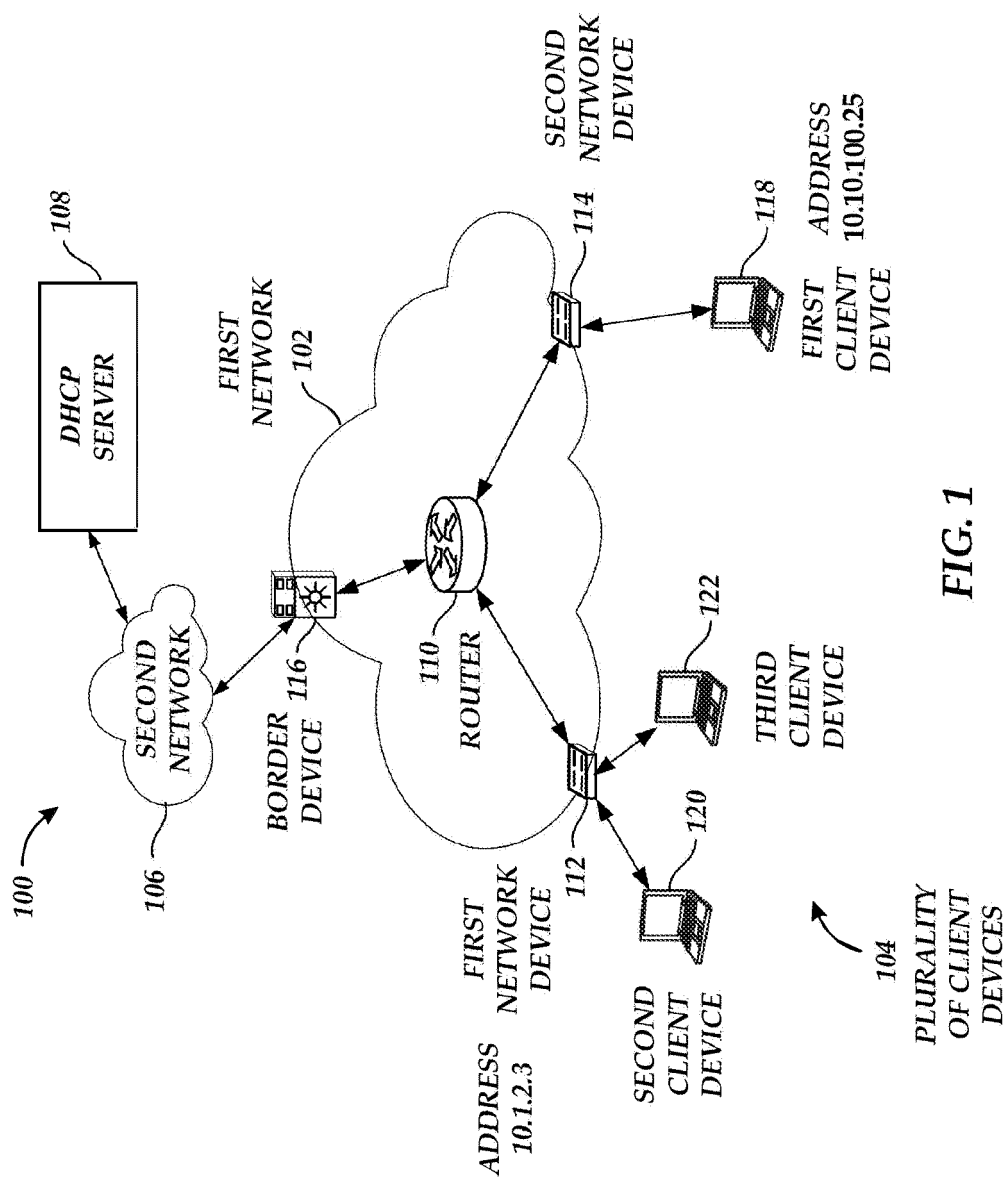 100
SECOND
NETWORK
106
DHCP
SERVER
108
FIRST
NETWORK
102
BORDER
DEVICE
116
110
ROUTER
ADDRESS
10.1.2.3
FIRST
NETWORK
DEVICE
112
114
SECOND
NETWORK
DEVICE
SECOND
CLIENT
DEVICE
120
THIRD
CLIENT
DEVICE
122
FIRST
CLIENT
DEVICE
118
ADDRESS
10.10.100.25
104
PLURALITY
OF CLIENT
DEVICES
FIG. 1